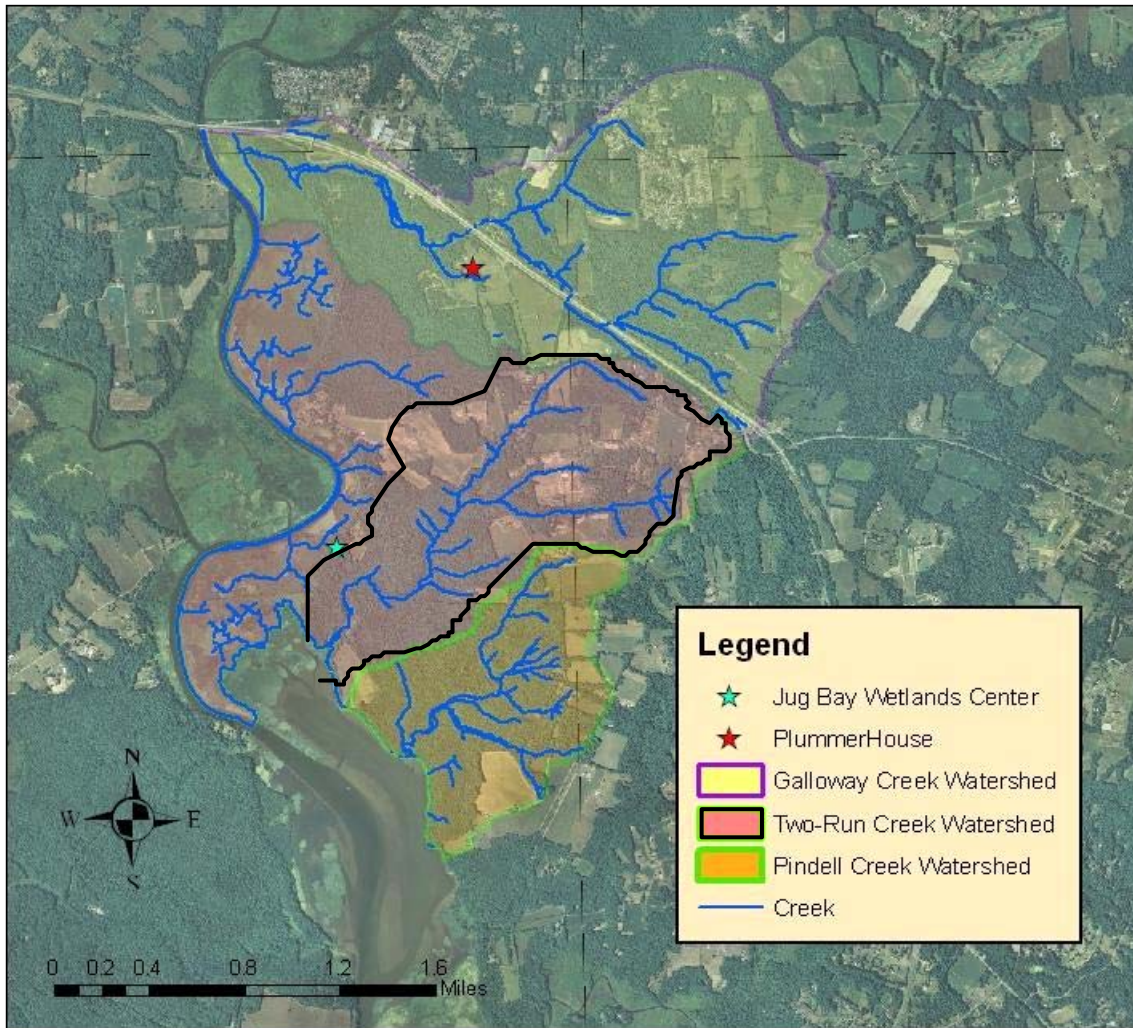 Legend
Jug Bay Wetlands Center
PlummerHouse
Galloway Creek Watershed
Two-Run Creek Watershed
Pindell Creek Watershed
Creek
N
W E
S
0 0.2 0.4 0.8 1.2 1.6
Miles